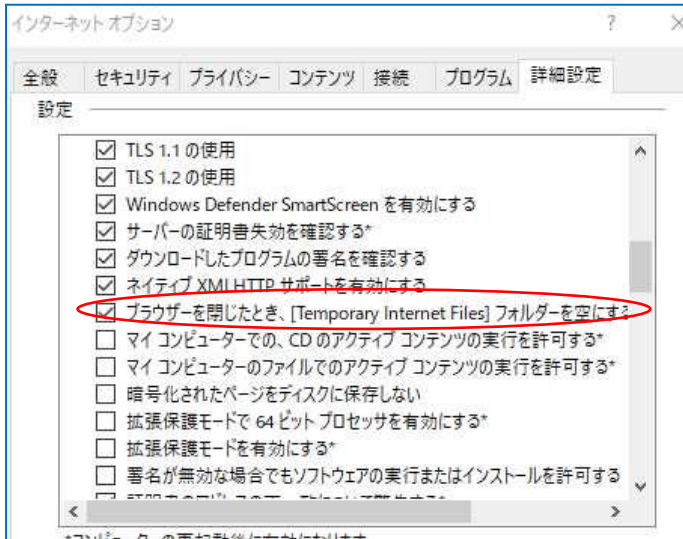 インターネット オプション ?
全般 セキュリティ プライバシー コンテンツ 接続 プログラム 詳細設定
設定
TLS 1.1 の使用
TLS 1.2 の使用
Windows Defender SmartScreen を有効にする
サーバーの証明書失効を確認する*
ダウンロードしたプログラムの署名を確認する
ネイティブ XMLHTTP サポートを有効にする
ブラウザーを閉じたとき、[Temporary Internet Files] フォルダーを空にする
マイ コンピューターでの、CD のアクティブ コンテンツの実行を許可する*
マイ コンピューターのファイルでのアクティブ コンテンツの実行を許可する*
暗号化されたページをディスクに保存しない
拡張保護モードで 64 ビット プロセッサを有効にする*
拡張保護モードを有効にする*
署名が無効な場合でもソフトウェアの実行またはインストールを許可する